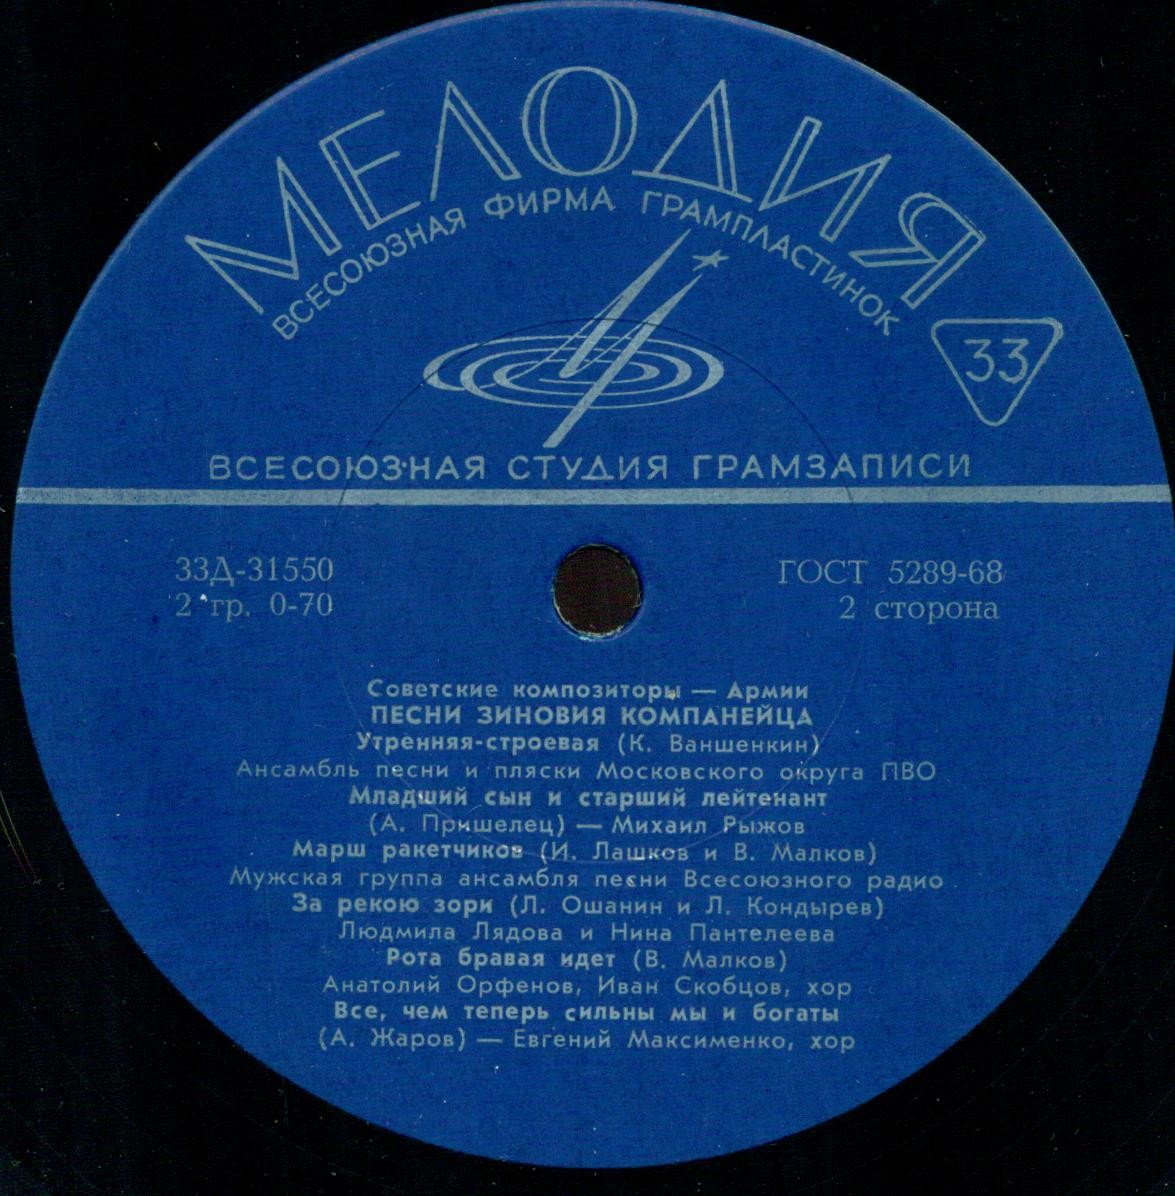 МЕЛОДИЯ
ВСЕСОЮЗНАЯ ФИРМА ГРАМПЛАСТИНОК
33
ВСЕСОЮЗНАЯ СТУДИЯ ГРАМЗАПИСИ
33Д-31550
2 гр. 0-70
ГОСТ 5289-68
2 сторона
Советские композиторы — Армии
ПЕСНИ ЗИНОВИЯ КОМПАНЕЙЦА
Утренняя-строевая (К. Ваншенкин)
Ансамбль песни и пляски Московского округа ПВО
Младший сын и старший лейтенант
(А. Пришелец) — Михаил Рыжов
Марш ракетчиков (И. Лашков и В. Малков)
Мужская группа ансамбля песни Всесоюзного радио
За рекою зори (Л. Ошанин и Л. Кондырев)
Людмила Лядова и Нина Пантелеева
Рота бравая идет (В. Малков)
Анатолий Орфенов, Иван Скобцов, хор
Все, чем теперь сильны мы и богаты
(А. Жаров) — Евгений Максименко, хор